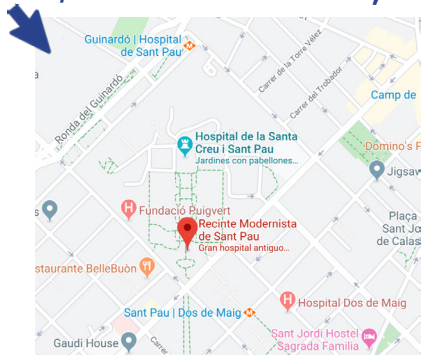 Guinardó | Hospital
de Sant Pau
Carrer de la Torre Vélez
Carrer del Trobador
Ronda del Guinardó
Camp de
Hospital de la Santa
Creu i Sant Pau
Jardines con pabellones...
Domino's
Jigsaw
Fundació Puigvert
Recinte Modernista
de Sant Pau
Gran hospital antiguo...
Plaça
Sant Jo
de Calas
staurante BelleBuòn
Hospital Dos de Maig
Sant Pau | Dos de Maig
Sant Jordi Hostel
Sagrada Familia
Gaudi House
Carrer